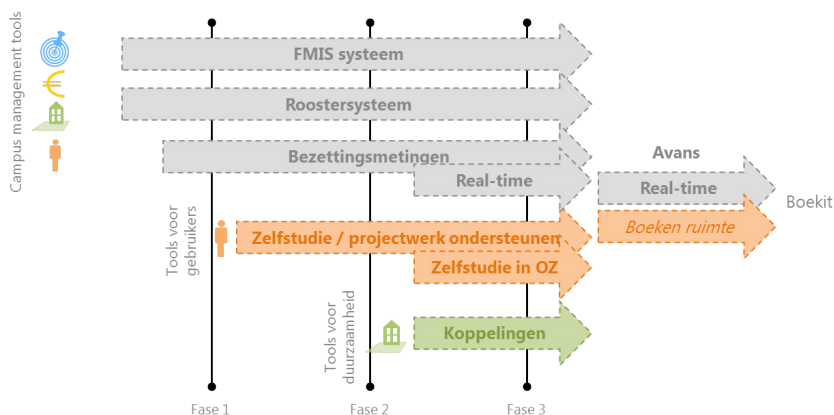 Campus management tools
FMIS systeem
Roostersysteem
Bezettingsmetingen
Real-time
Avans
Real-time
Boeken ruimte
Boekit
Tools voor
gebruikers
Zelfstudie / projectwerk ondersteunen
Zelfstudie in OZ
Tools voor
duurzaamheid
Koppelingen
Fase 1
Fase 2
Fase 3